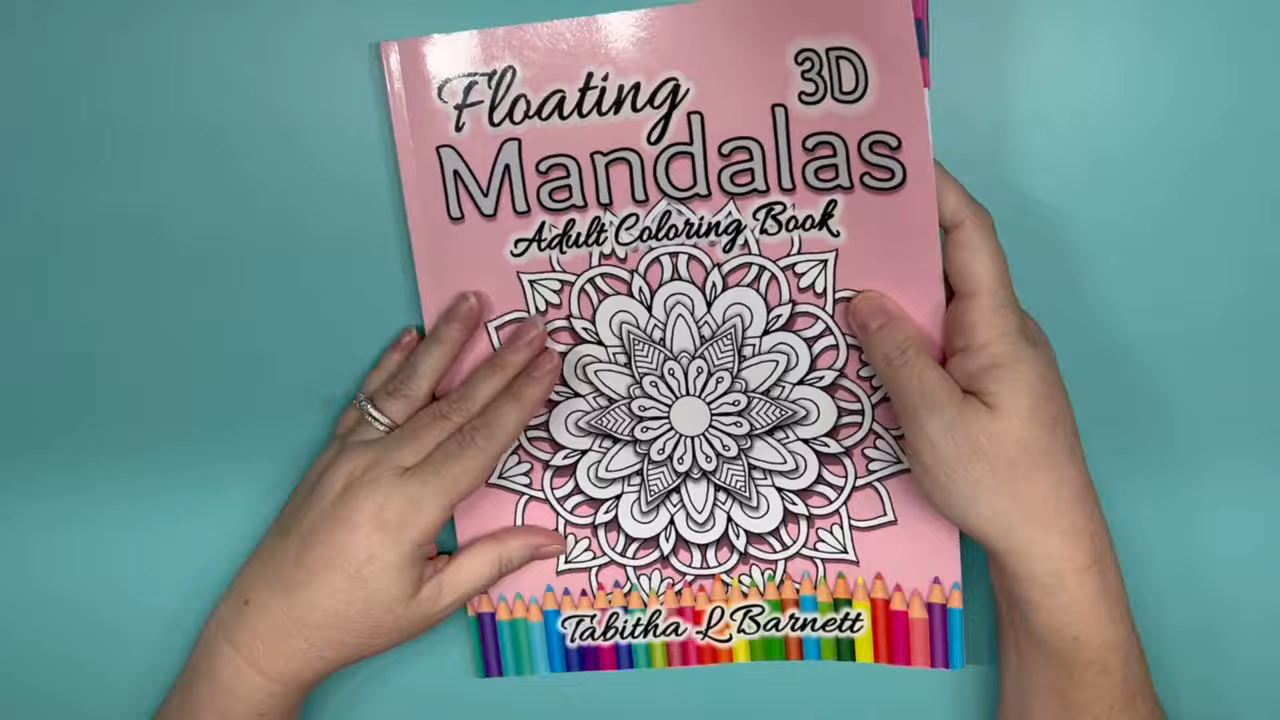 Floating 3D
Mandalas
Adult Coloring Book
Tabitha L Barnett